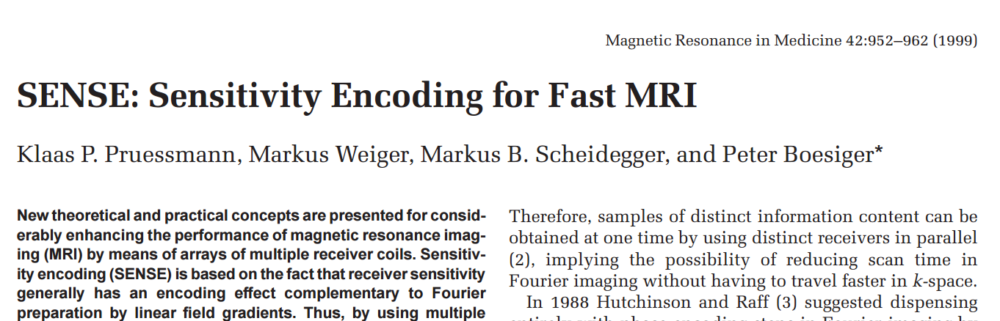 Magnetic Resonance in Medicine 42:952–962 (1999)
SENSE: Sensitivity Encoding for Fast MRI
Klaas P. Pruessmann, Markus Weiger, Markus B. Scheidegger, and Peter Boesiger*
New theoretical and practical concepts are presented for consid-
erably enhancing the performance of magnetic resonance imag-
ing (MRI) by means of arrays of multiple receiver coils. Sensitiv-
ity encoding (SENSE) is based on the fact that receiver sensitivity
generally has an encoding effect complementary to Fourier
preparation by linear field gradients. Thus, by using multiple
Therefore, samples of distinct information content can be
obtained at one time by using distinct receivers in parallel
(2), implying the possibility of reducing scan time in
Fourier imaging without having to travel faster in k-space.
In 1988 Hutchinson and Raff (3) suggested dispensing